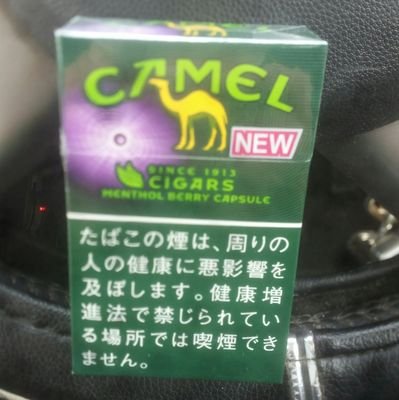 CAMEL
NEW
SINCE 1913
CIGARS
MENTHOL BERRY CAPSULE
たばこの煙は、周りの
人の健康に悪影響を
及ぼします。健康増
進法で禁じられてい
る場所では喫煙でき
ません。